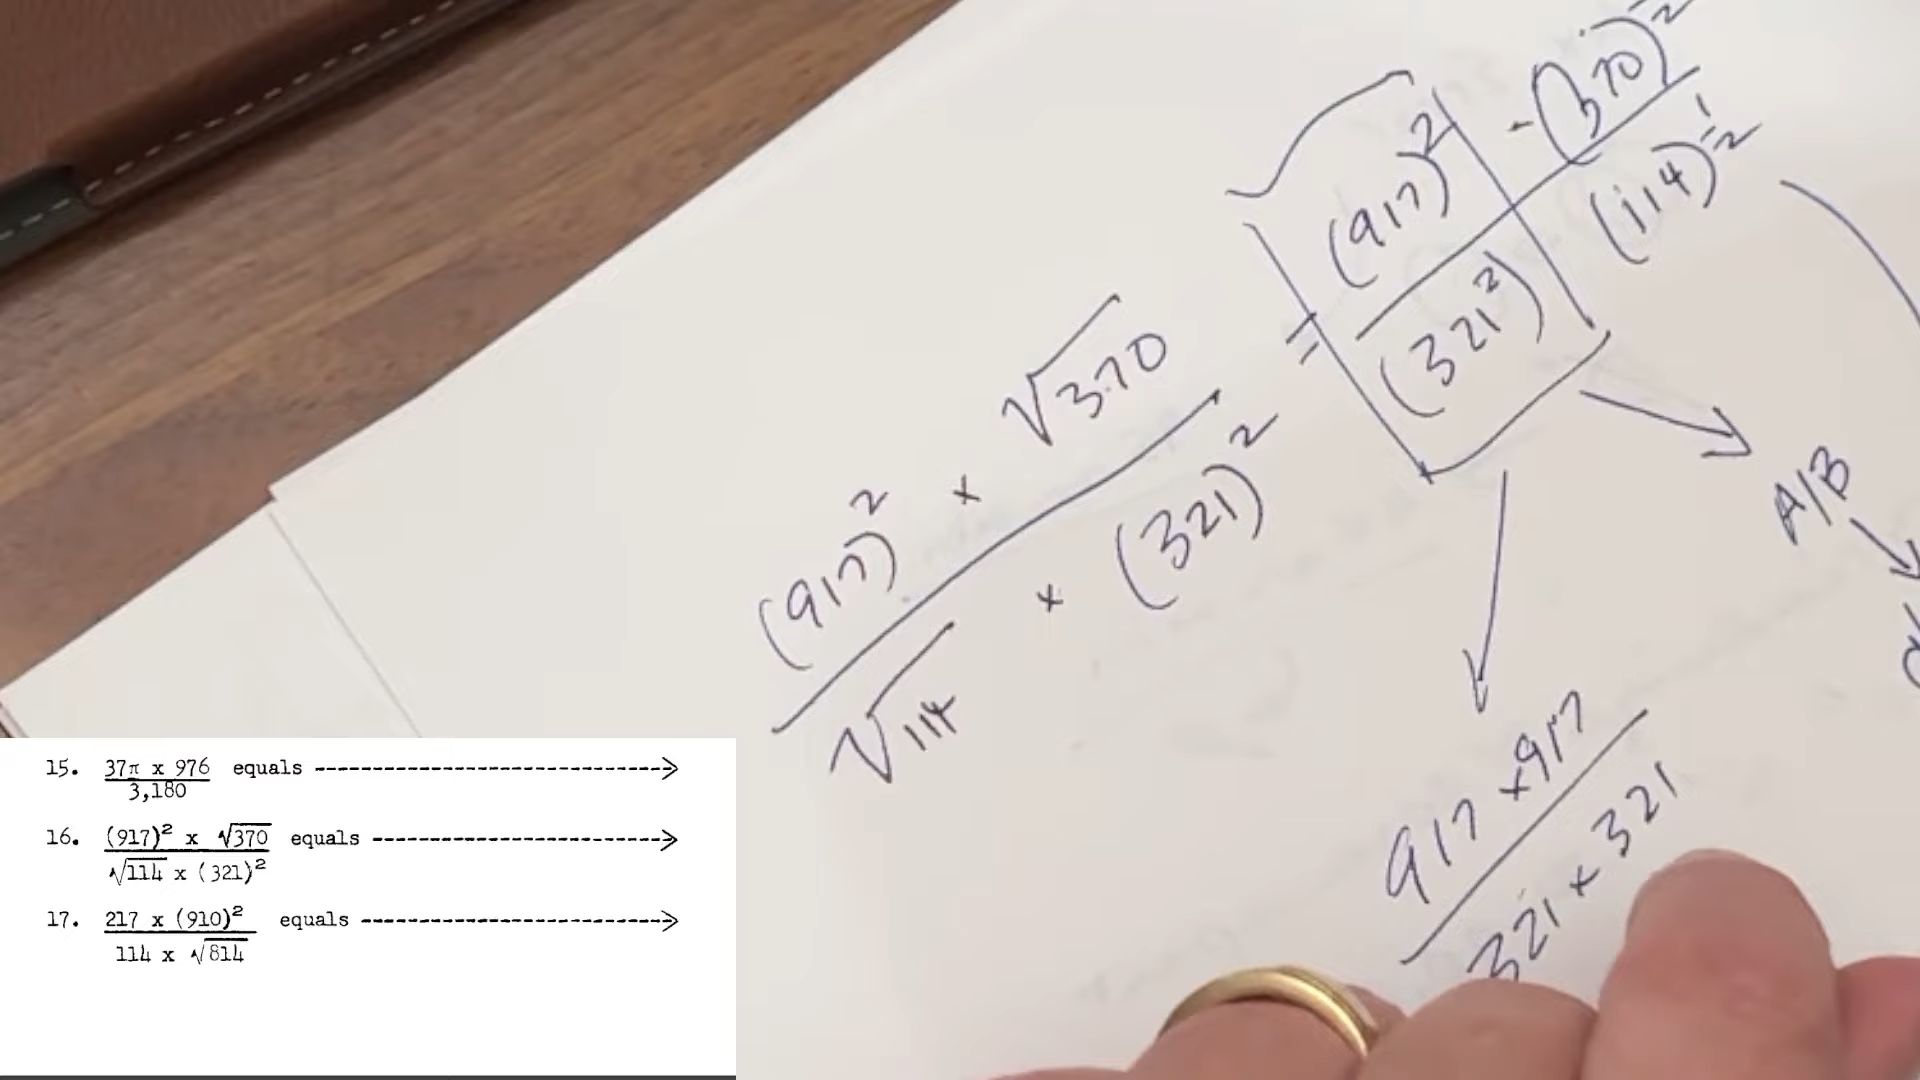 (917)² × √370 / √114 × (321)² = (917)² / (321²) · (370)^½ / (114)^½
A/B
917 × 917 / 321 × 321
15. 37π x 976 / 3,180 equals ------------------------------->
16. (917)² x √370 / √114 x (321)² equals -------------------------->
17. 217 x (910)² / 114 x √814 equals --------------------------->